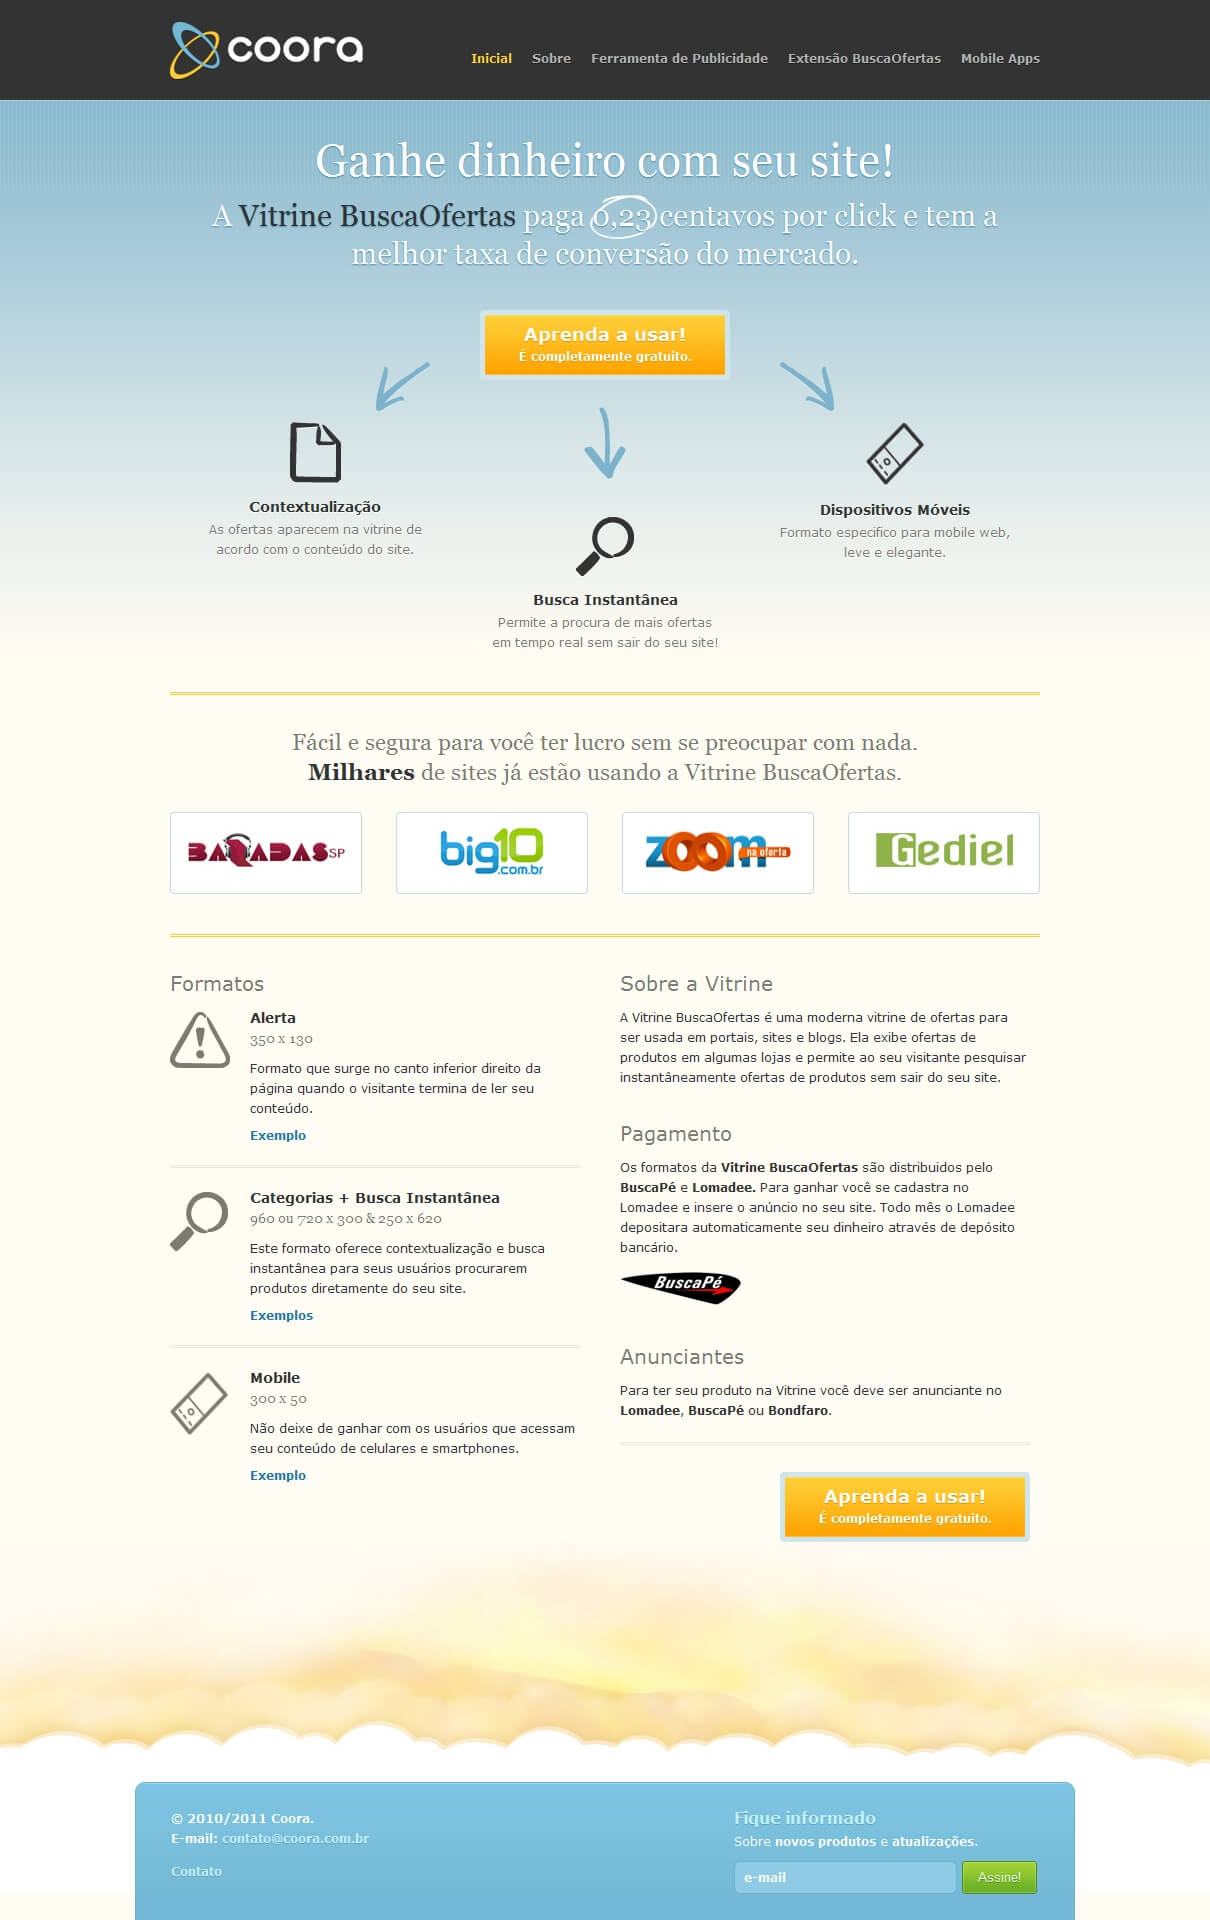 coora
Inicial Sobre Ferramenta de Publicidade Extensão BuscaOfertas Mobile Apps
Ganhe dinheiro com seu site!
A Vitrine BuscaOfertas paga 0,23 centavos por click e tem a
melhor taxa de conversão do mercado.
Aprenda a usar!
É completamente gratuito.
Contextualização
As ofertas aparecem na vitrine de
acordo com o conteúdo do site.
Busca Instantânea
Permite a procura de mais ofertas
em tempo real sem sair do seu site!
Dispositivos Móveis
Formato especifico para mobile web,
leve e elegante.
Fácil e segura para você ter lucro sem se preocupar com nada.
Milhares de sites já estão usando a Vitrine BuscaOfertas.
BALADAS SP
big10
.com.br
zoom na oferta
Gediel
Formatos
Alerta
350 x 130
Formato que surge no canto inferior direito da
página quando o visitante termina de ler seu
conteúdo.
Exemplo
Categorias + Busca Instantânea
960 ou 720 x 300 & 250 x 620
Este formato oferece contextualização e busca
instantânea para seus usuários procurarem
produtos diretamente do seu site.
Exemplos
Mobile
300 x 50
Não deixe de ganhar com os usuários que acessam
seu conteúdo de celulares e smartphones.
Exemplo
Sobre a Vitrine
A Vitrine BuscaOfertas é uma moderna vitrine de ofertas para
ser usada em portais, sites e blogs. Ela exibe ofertas de
produtos em algumas lojas e permite ao seu visitante pesquisar
instantâneamente ofertas de produtos sem sair do seu site.
Pagamento
Os formatos da Vitrine BuscaOfertas são distribuidos pelo
BuscaPé e Lomadee. Para ganhar você se cadastra no
Lomadee e insere o anúncio no seu site. Todo mês o Lomadee
depositara automaticamente seu dinheiro através de depósito
bancário.
BuscaPé
Anunciantes
Para ter seu produto na Vitrine você deve ser anunciante no
Lomadee, BuscaPé ou Bondfaro.
Aprenda a usar!
É completamente gratuito.
© 2010/2011 Coora.
E-mail: contato@coora.com.br
Contato
Fique informado
Sobre novos produtos e atualizações.
e-mail
Assine!